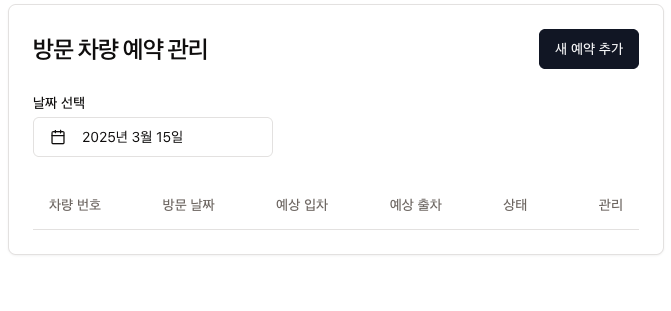 방문 차량 예약 관리
새 예약 추가
날짜 선택
2025년 3월 15일
차량 번호 방문 날짜 예상 입차 예상 출차 상태 관리